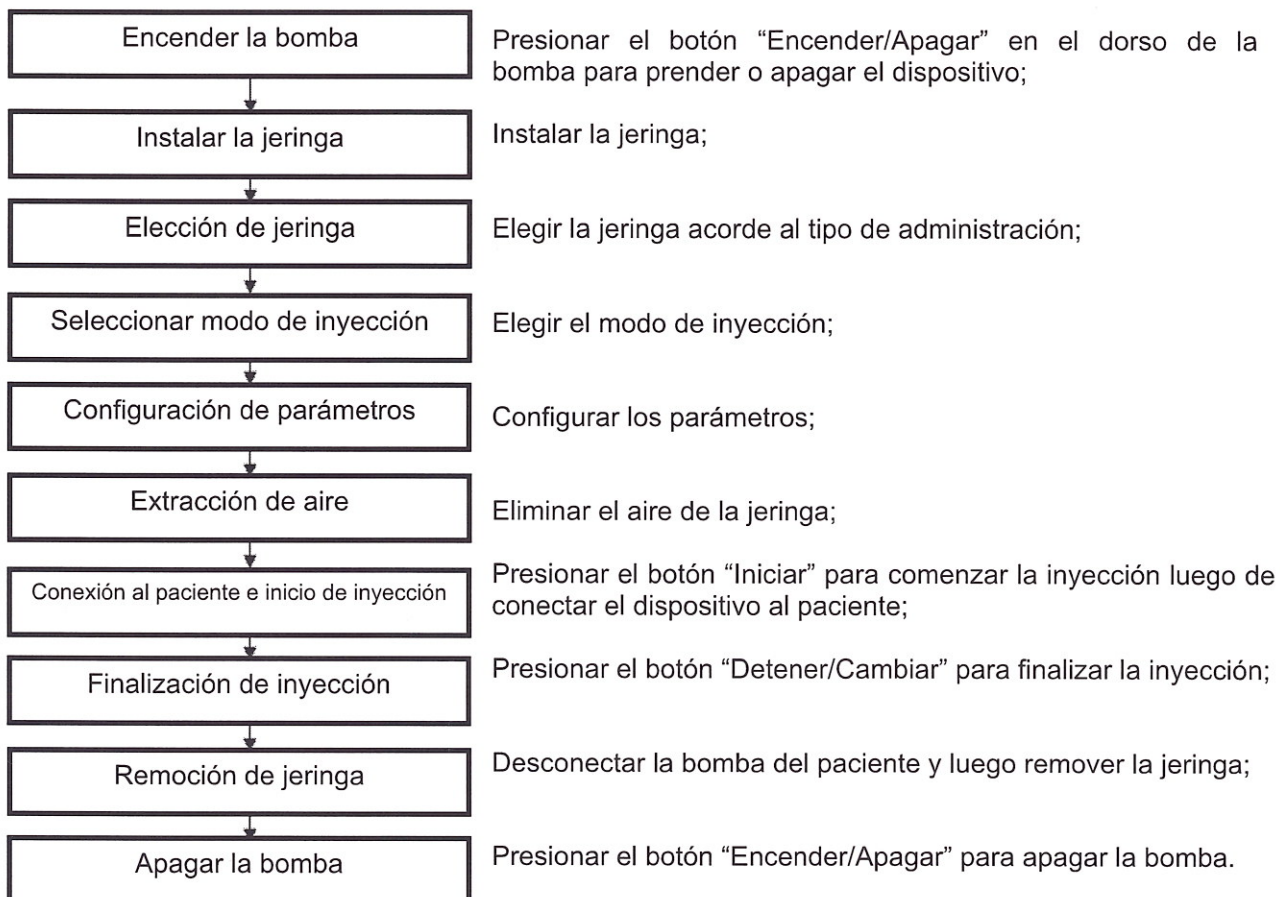 Encender la bomba
Presionar el botón “Encender/Apagar” en el dorso de la
bomba para prender o apagar el dispositivo;
Instalar la jeringa
Instalar la jeringa;
Elección de jeringa
Elegir la jeringa acorde al tipo de administración;
Seleccionar modo de inyección
Elegir el modo de inyección;
Configuración de parámetros
Configurar los parámetros;
Extracción de aire
Eliminar el aire de la jeringa;
Conexión al paciente e inicio de inyección
Presionar el botón “Iniciar” para comenzar la inyección luego de
conectar el dispositivo al paciente;
Finalización de inyección
Presionar el botón “Detener/Cambiar” para finalizar la inyección;
Remoción de jeringa
Desconectar la bomba del paciente y luego remover la jeringa;
Apagar la bomba
Presionar el botón “Encender/Apagar” para apagar la bomba.